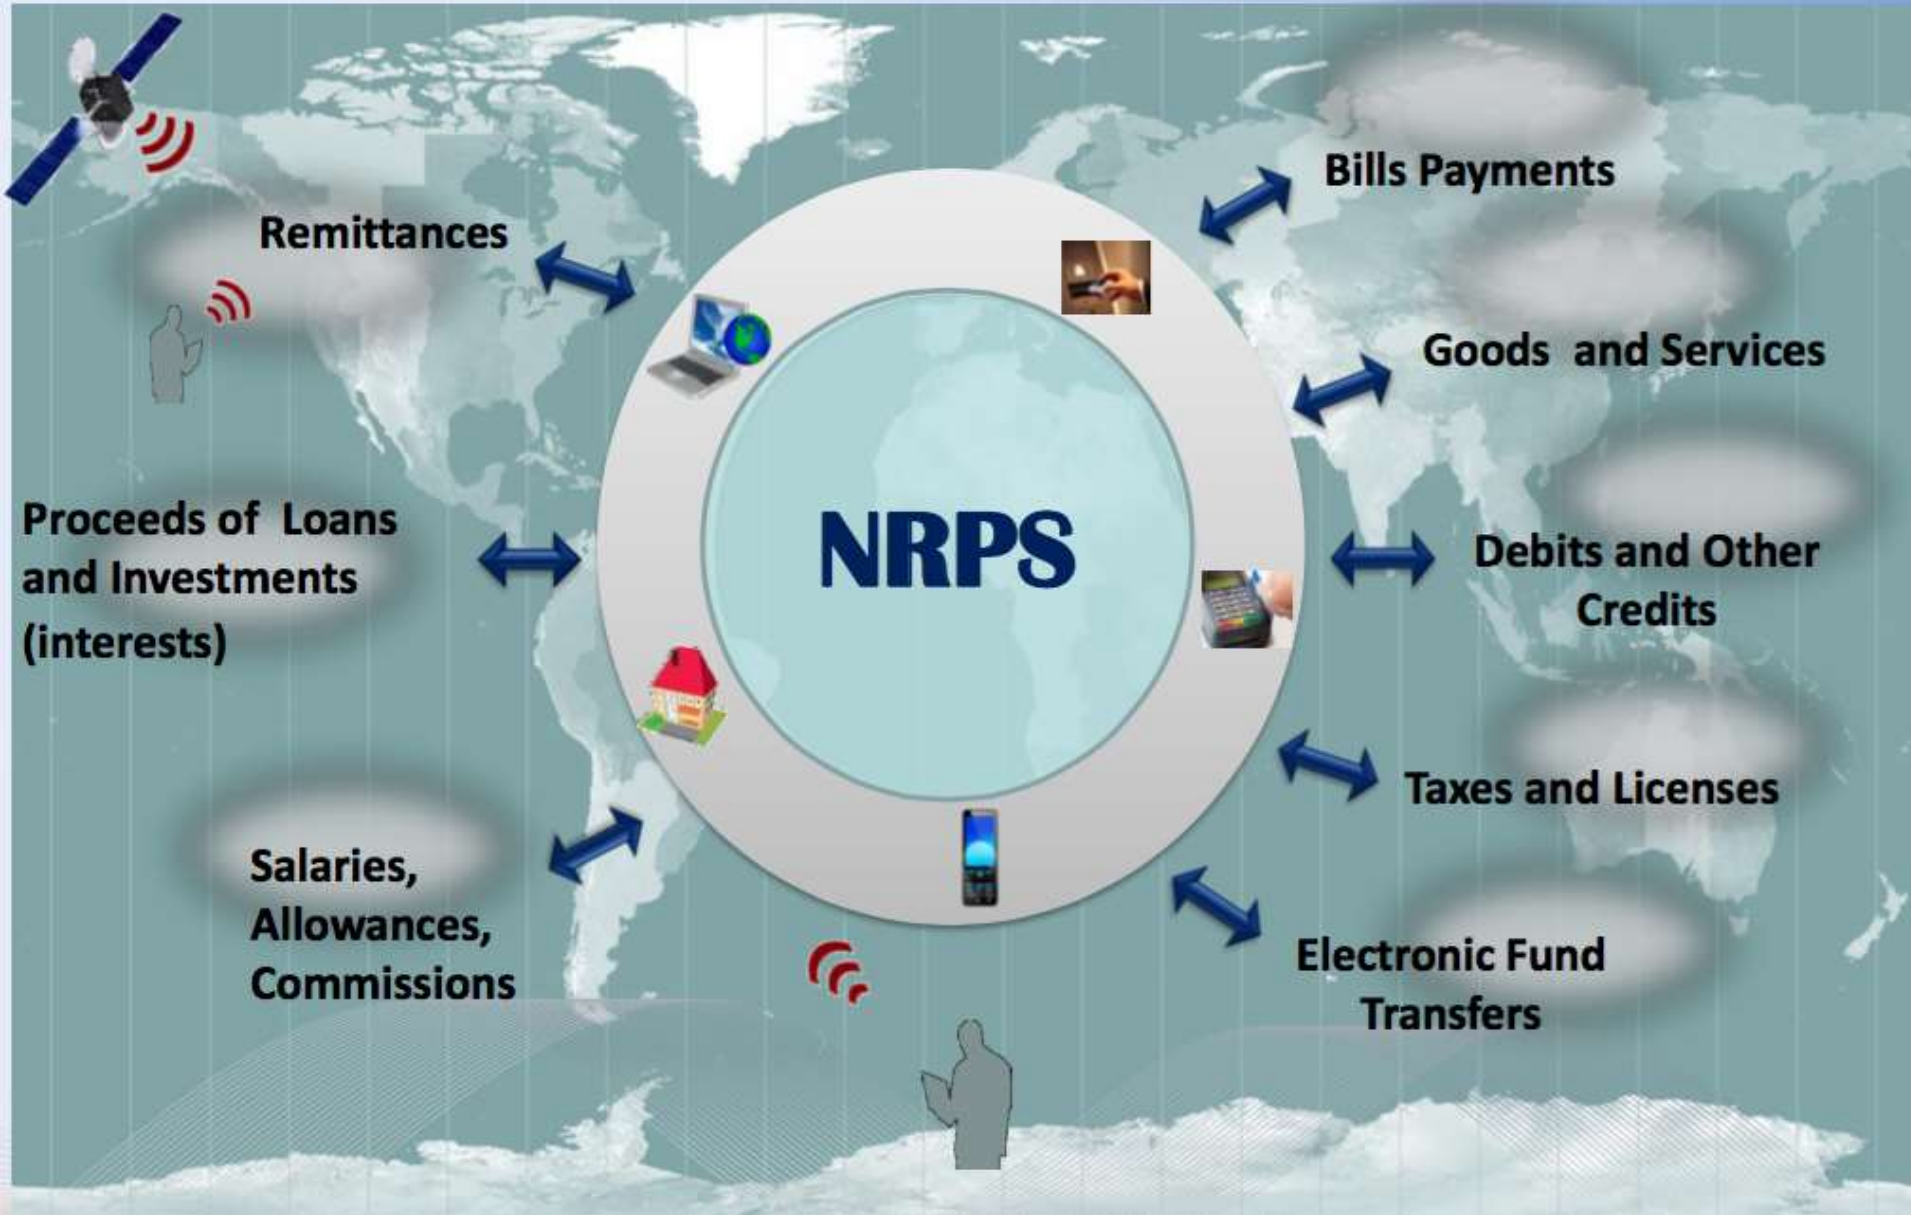 Bills Payments
Remittances
Goods and Services
Proceeds of Loans
and Investments
(interests)
NRPS
Debits and Other
Credits
Taxes and Licenses
Salaries,
Allowances,
Commissions
Electronic Fund
Transfers